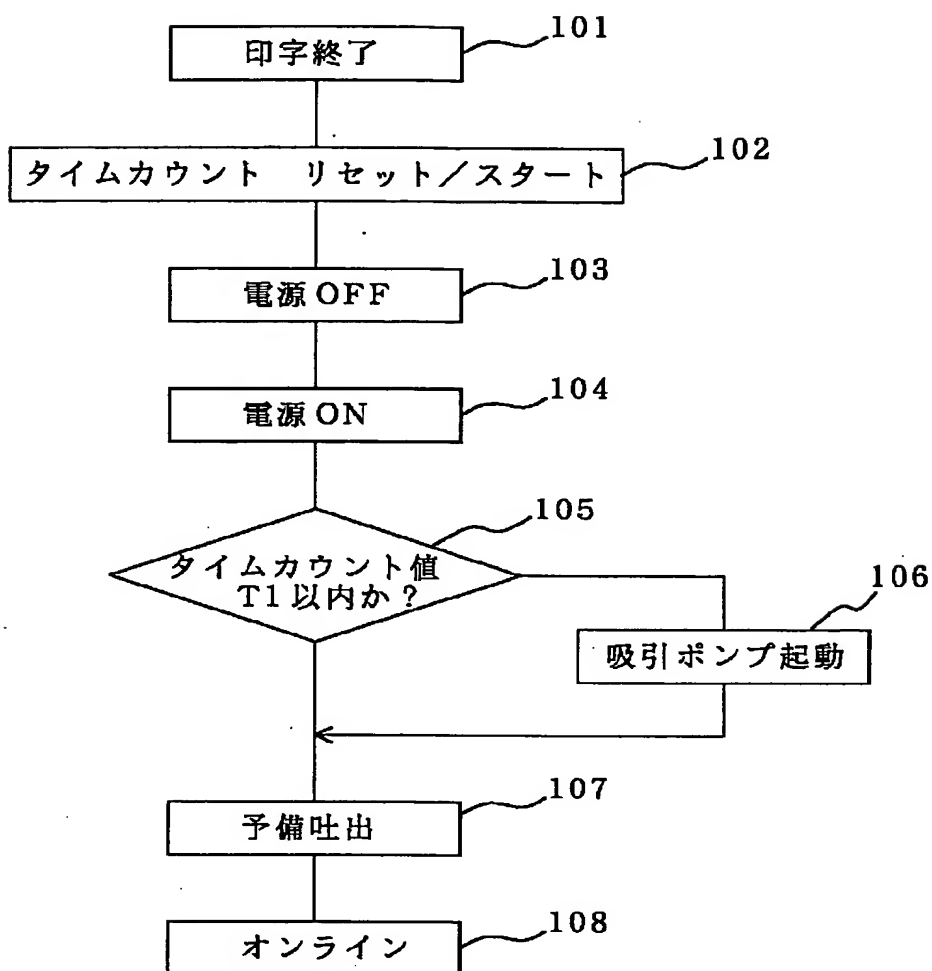 101
印字終了
102
タイムカウント　リセット／スタート
103
電源OFF
104
電源ON
105
タイムカウント値
T1以内か？
106
吸引ポンプ起動
107
予備吐出
108
オンライン